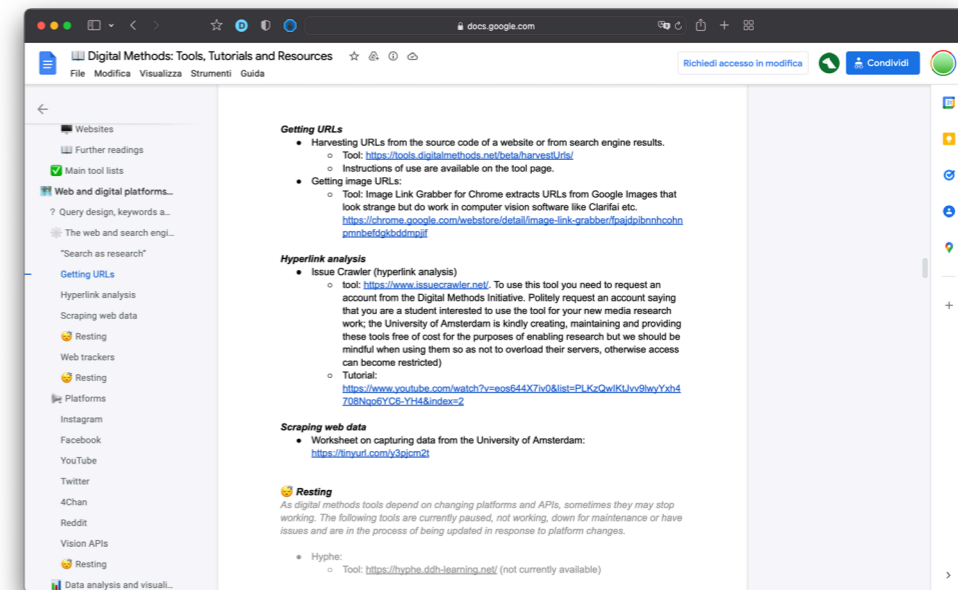 docs.google.com
📖 Digital Methods: Tools, Tutorials and Resources
File Modifica Visualizza Strumenti Guida
Richiedi accesso in modifica
Condividi
Websites
Further readings
Main tool lists
Web and digital platforms...
? Query design, keywords a...
The web and search engi...
"Search as research"
Getting URLs
Hyperlink analysis
Scraping web data
😴 Resting
Web trackers
😴 Resting
Platforms
Instagram
Facebook
YouTube
Twitter
4Chan
Reddit
Vision APIs
😴 Resting
Data analysis and visuali...
Getting URLs
● Harvesting URLs from the source code of a website or from search engine results.
○ Tool: https://tools.digitalmethods.net/beta/harvestUrls/
○ Instructions of use are available on the tool page.
● Getting image URLs:
○ Tool: Image Link Grabber for Chrome extracts URLs from Google Images that
look strange but do work in computer vision software like Clarifai etc.
https://chrome.google.com/webstore/detail/image-link-grabber/fpajdpibnnhcohn
pmnbefdgkbddmpjif
Hyperlink analysis
● Issue Crawler (hyperlink analysis)
○ tool: https://www.issuecrawler.net/. To use this tool you need to request an
account from the Digital Methods Initiative. Politely request an account saying
that you are a student interested to use the tool for your new media research
work; the University of Amsterdam is kindly creating, maintaining and providing
these tools free of cost for the purposes of enabling research but we should be
mindful when using them so as not to overload their servers, otherwise access
can become restricted)
○ Tutorial:
https://www.youtube.com/watch?v=eos644X7iv0&list=PLKzQwIKtJvv9lwyYxh4
708Nqo6YC6-YH4&index=2
Scraping web data
● Worksheet on capturing data from the University of Amsterdam:
https://tinyurl.com/y3pjcm2t
😴 Resting
As digital methods tools depend on changing platforms and APIs, sometimes they may stop
working. The following tools are currently paused, not working, down for maintenance or have
issues and are in the process of being updated in response to platform changes.
● Hyphe:
○ Tool: https://hyphe.ddh-learning.net/ (not currently available)